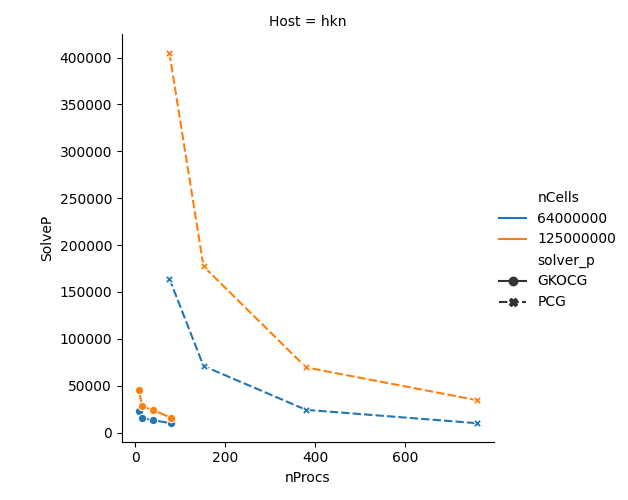 Host = hkn
SolveP
400000
350000
300000
250000
200000
150000
100000
50000
0
0 200 400 600
nProcs
nCells
64000000
125000000
solver_p
GKOCG
PCG